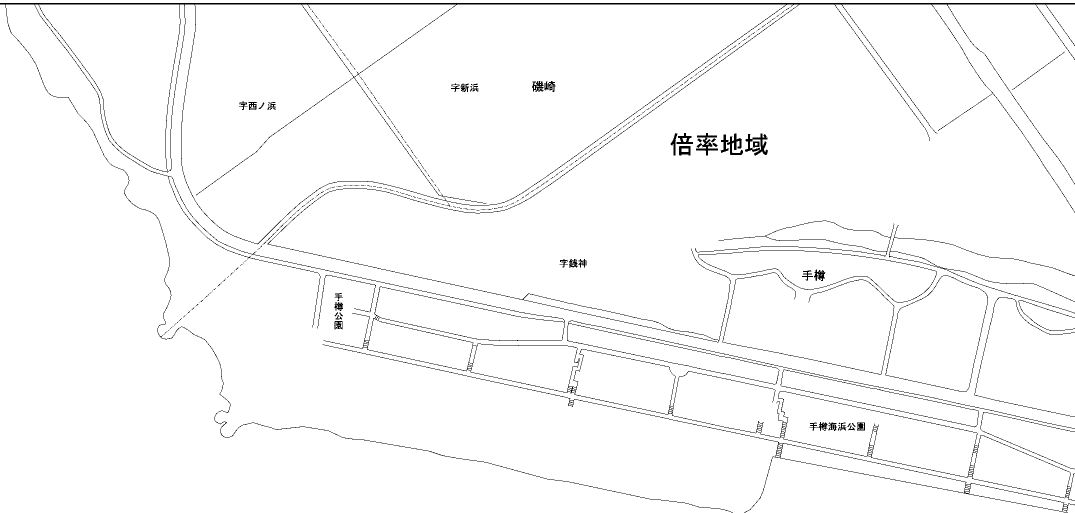 字新浜
磯崎
字西ノ浜
倍率地域
字銭神
手樽
手樽公園
手樽海浜公園